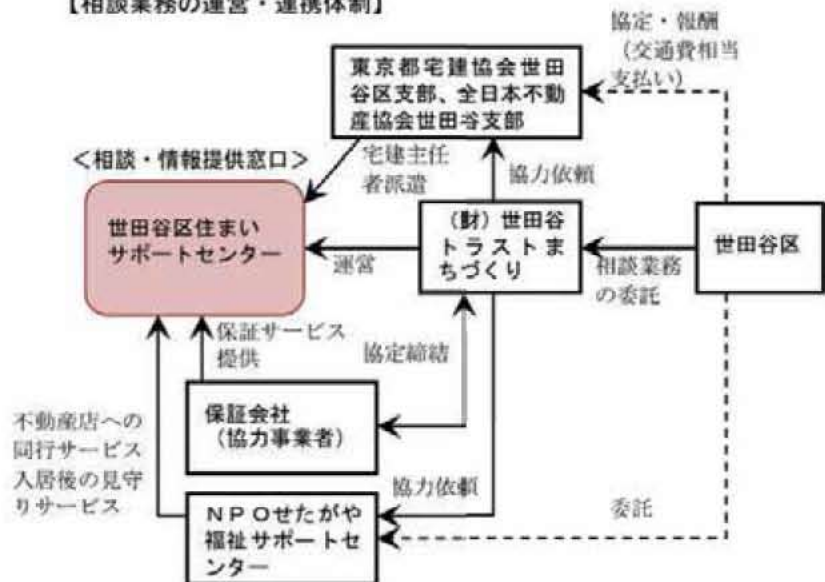 【相談業務の運営・連携体制】
協定・報酬
（交通費相当
支払い）
東京都宅建協会世田
谷区支部、全日本不動
産協会世田谷支部
＜相談・情報提供窓口＞
宅建主任
者派遣
協力依頼
世田谷区住まい
サポートセンター
運営
（財）世田谷
トラストま
ちづくり
相談業務
の委託
世田谷区
保証サービス
提供
協定締結
保証会社
（協力事業者）
不動産店への
同行サービス
入居後の見守
りサービス
協力依頼
ＮＰＯせたがや
福祉サポートセ
ンター
委託